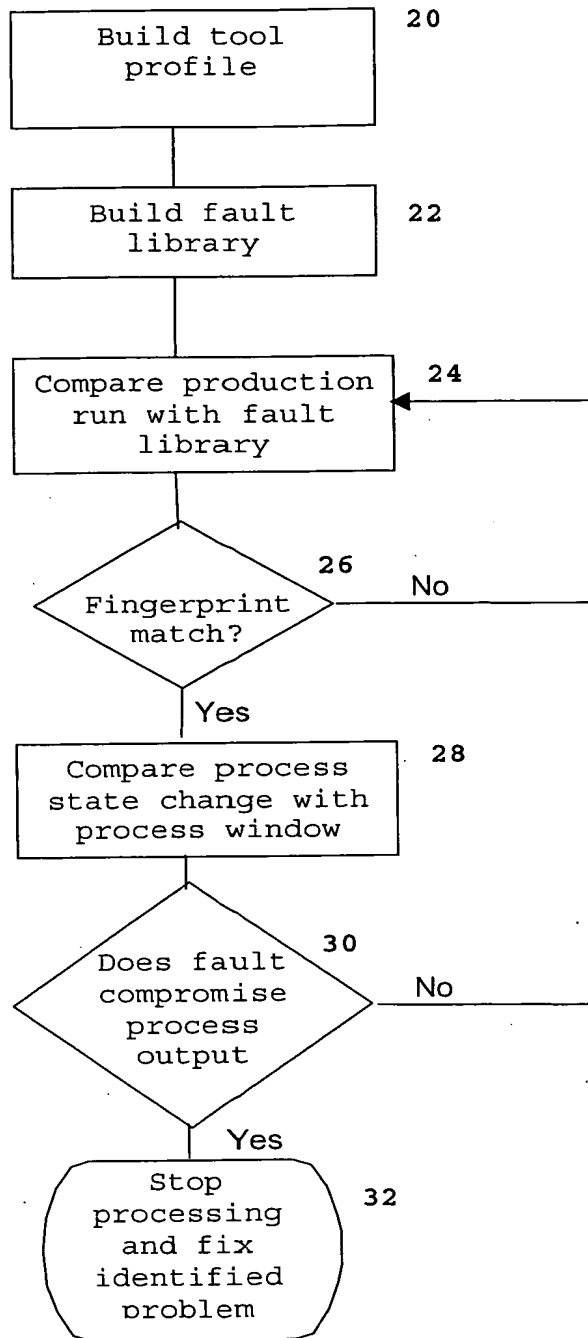 20
Build tool
profile
22
Build fault
library
24
Compare production
run with fault
library
26
No
Fingerprint
match?
Yes
28
Compare process
state change with
process window
30
Does fault
compromise
process
output
No
Yes
32
Stop
processing
and fix
identified
problem